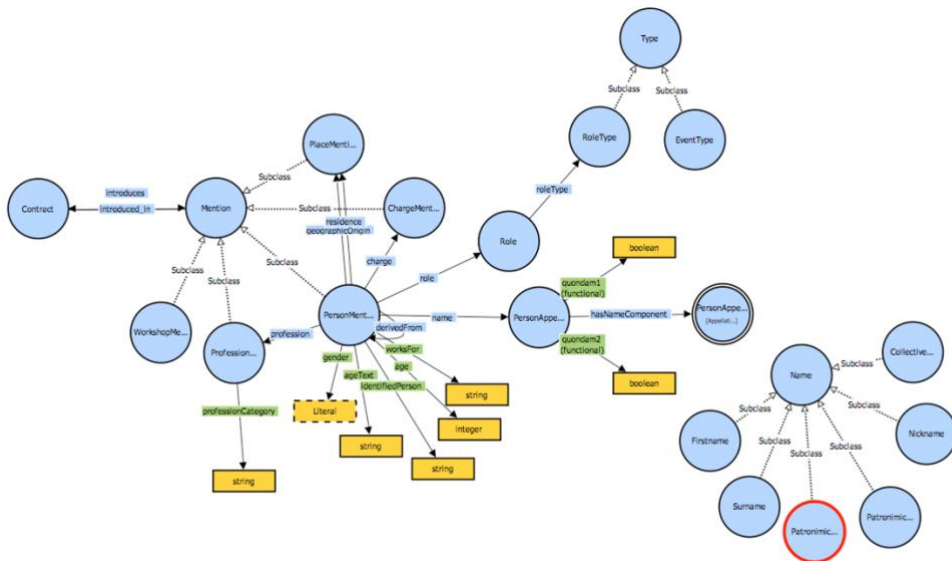 Type
Subclass
Subclass
RoleType
EventType
PlaceMenti...
Subclass
roleType
introduces
Contract
introduced_in
Mention
Subclass
ChargeMent...
residence
geographicOrigin
Role
charge
boolean
Subclass
Subclass
Subclass
role
quondam1
(functional)
WorkshopMe...
Profession...
profession
PersonMent...
derivedFrom
name
PersonAppe...
hasNameComponent
PersonAppe...
[Appellati...]
gender
worksFor
ageText
age
identifiedPerson
quondam2
(functional)
boolean
professionCategory
Literal
string
integer
string
string
string
Collective...
Subclass
Name
Subclass
Subclass
Firstname
Nickname
Subclass
Subclass
Subclass
Surname
Patronimic...
Patronimic...